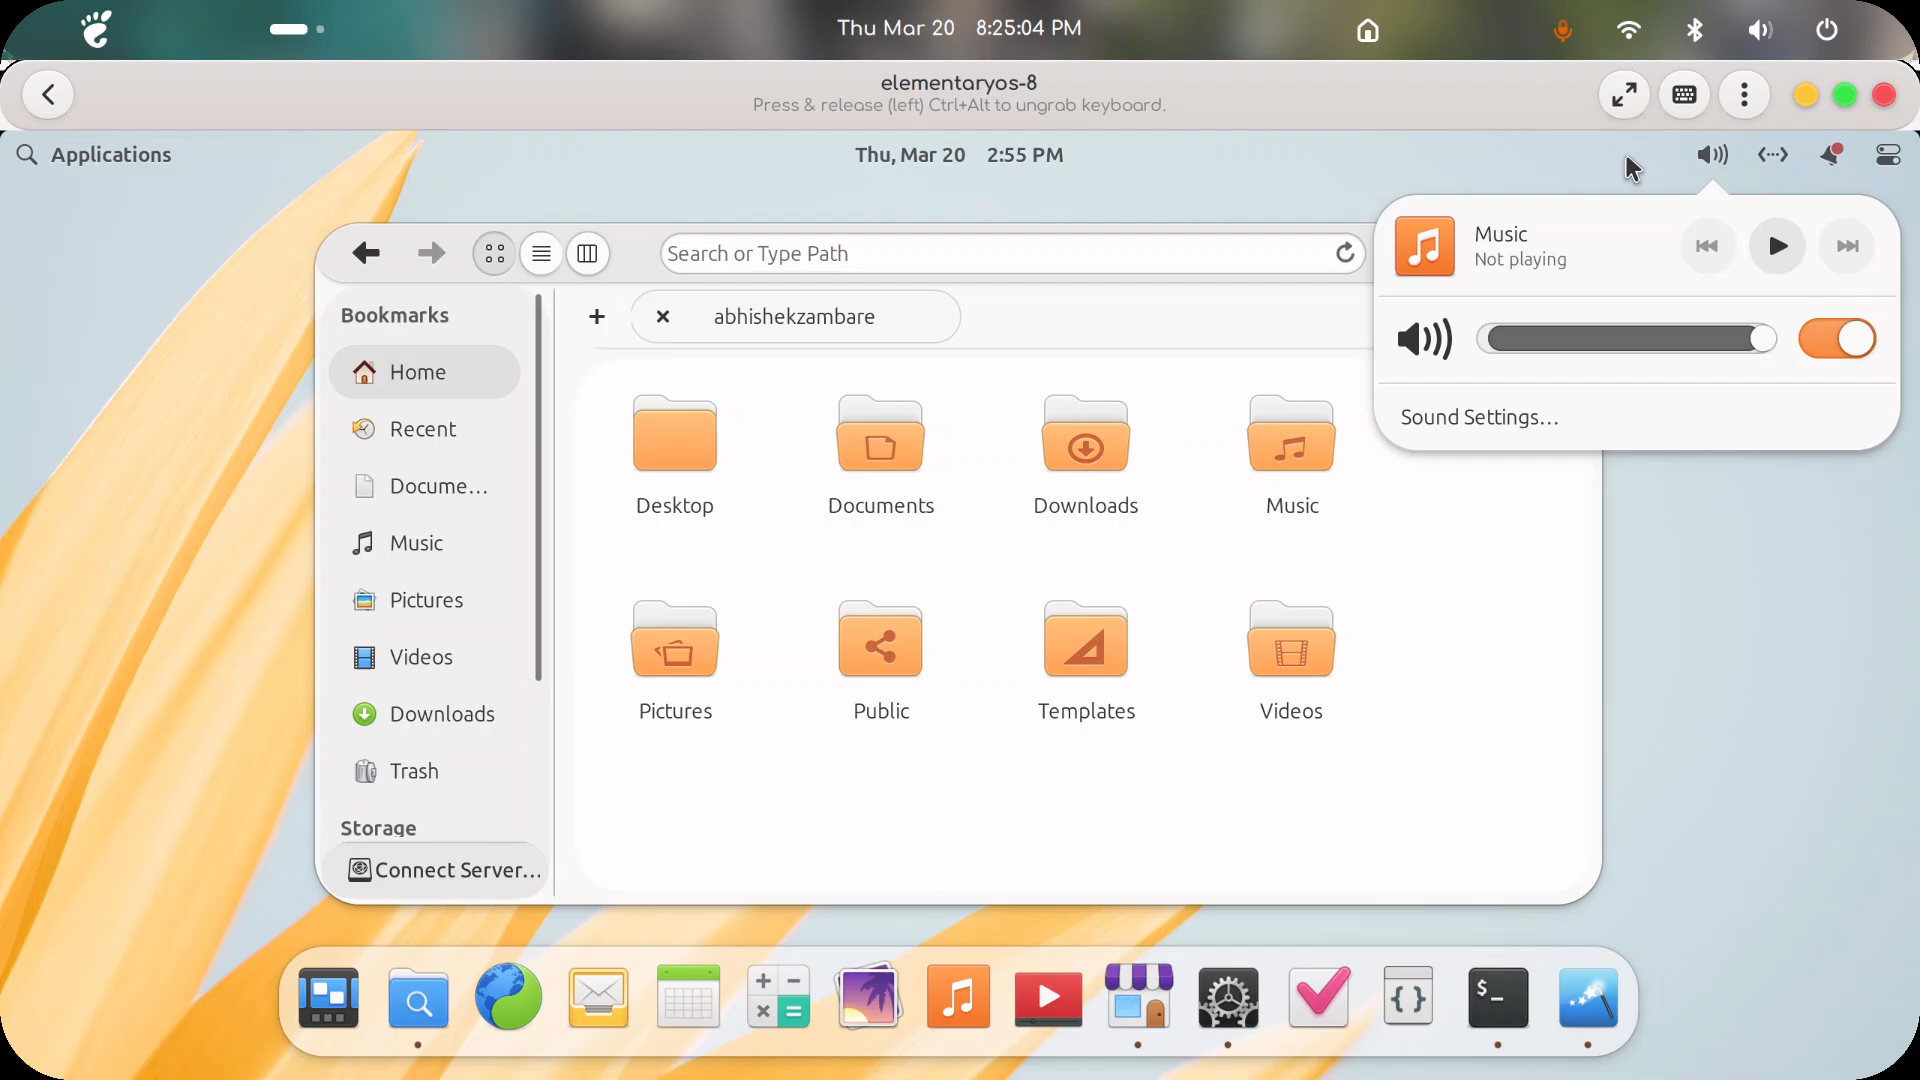 Thu Mar 20 8:25:04 PM
elementaryos-8
Press & release (left) Ctrl+Alt to ungrab keyboard.
Applications
Thu, Mar 20 2:55 PM
Search or Type Path
Music
Not playing
Sound Settings…
Bookmarks
abhishekzambare
Home
Recent
Docume…
Music
Pictures
Videos
Downloads
Trash
Storage
Connect Server…
Desktop
Documents
Downloads
Music
Pictures
Public
Templates
Videos